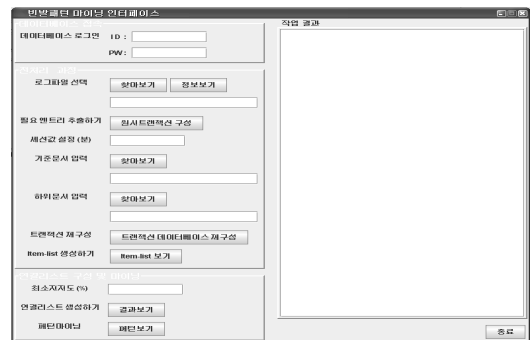 빈발패턴 마이닝 인터페이스
데이터베이스 로그인 ID :
PW :
로그파일 선택 찾아보기 정보보기
필요 엔트리 추출하기 원시트랜잭션 구성
세션값 설정 (분)
기준문서 입력 찾아보기
하위문서 입력 찾아보기
트랜잭션 재구성 트랜잭션 데이터베이스 재구성
Item-list 생성하기 Item-list 보기
최소지지도 (%)
연결리스트 생성하기 결과보기
패턴마이닝 패턴보기
작업 결과
종료